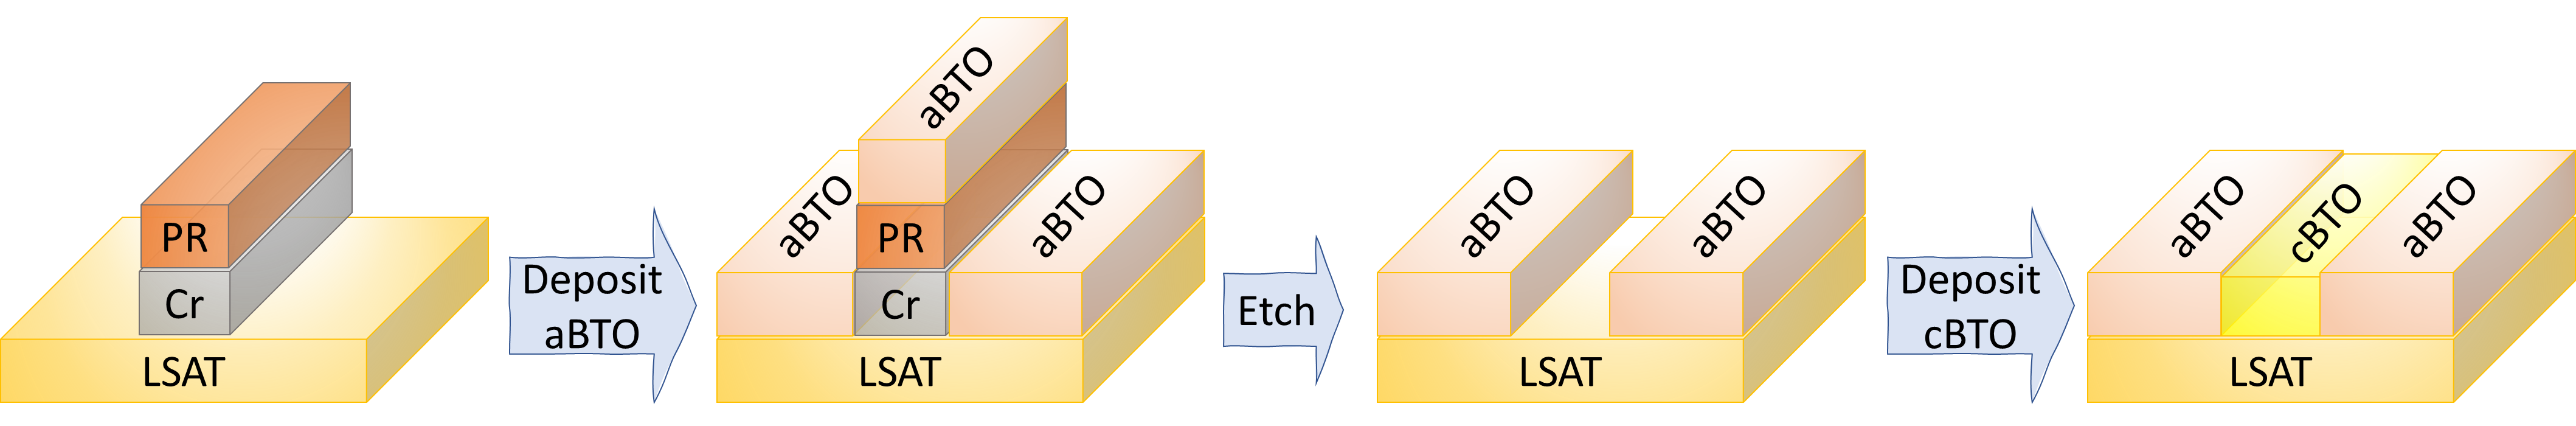 PR
Cr
LSAT
Deposit
aBTO
aBTO
aBTO
aBTO
PR
Cr
LSAT
Etch
aBTO
aBTO
LSAT
Deposit
cBTO
aBTO
cBTO
aBTO
LSAT